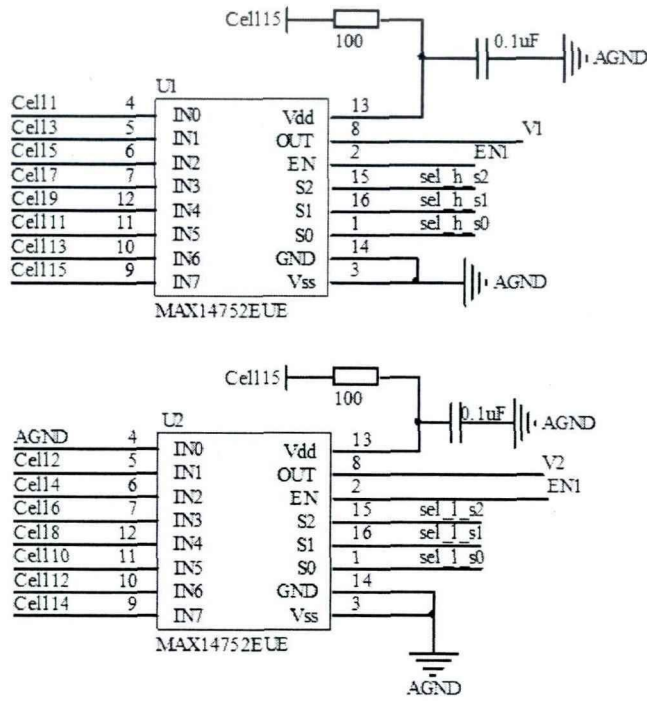 Cell15
100
0.1uF
AGND
U1
Cell1 4 IN0 Vdd 13
Cell3 5 IN1 OUT 8 V1
Cell5 6 IN2 EN 2 EN1
Cell7 7 IN3 S2 15 sel_h_s2
Cell9 12 IN4 S1 16 sel_h_s1
Cell11 11 IN5 S0 1 sel_h_s0
Cell13 10 IN6 GND 14
Cell15 9 IN7 Vss 3
AGND
MAX14752EUE
Cell15
100
0.1uF
AGND
U2
AGND 4 IN0 Vdd 13
Cell2 5 IN1 OUT 8 V2
Cell4 6 IN2 EN 2 EN1
Cell6 7 IN3 S2 15 sel_l_s2
Cell8 12 IN4 S1 16 sel_l_s1
Cell10 11 IN5 S0 1 sel_l_s0
Cell12 10 IN6 GND 14
Cell14 9 IN7 Vss 3
MAX14752EUE
AGND